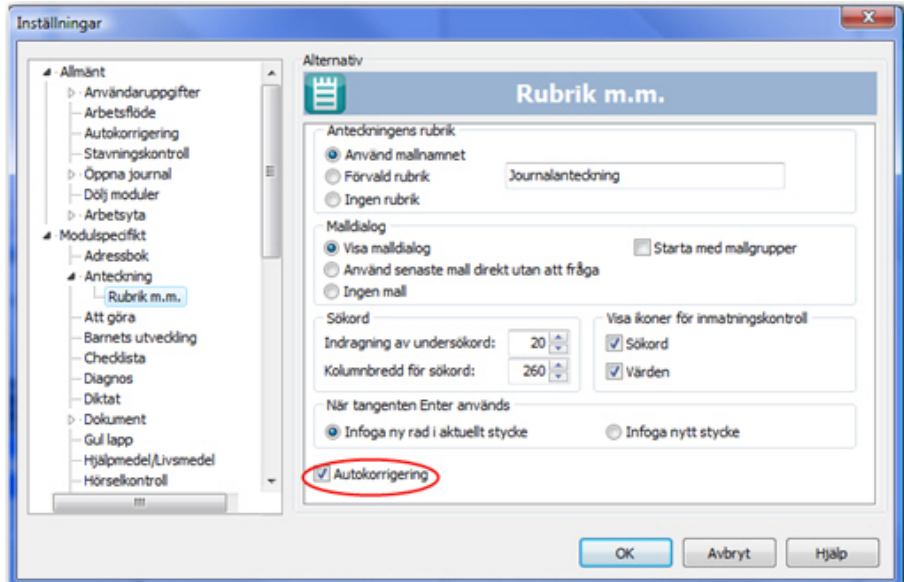 Inställningar
Allmänt
Användaruppgifter
Arbetsflöde
Autokorrigering
Stavningskontroll
Öppna journal
Dölj moduler
Arbetsyta
Modulspecifikt
Adressbok
Anteckning
Rubrik m.m.
Att göra
Barnets utveckling
Checklista
Diagnos
Diktat
Dokument
Gul lapp
Hjälpmedel/Livsmedel
Hörselkontroll
Alternativ
Rubrik m.m.
Anteckningens rubrik
Använd mallnamnet
Förvald rubrik Journalanteckning
Ingen rubrik
Malldialog
Visa malldialog Starta med mallgrupper
Använd senaste mall direkt utan att fråga
Ingen mall
Sökord
Indragning av undersökord: 20
Kolumnbredd för sökord: 260
Visa ikoner för inmatningskontroll
Sökord
Värden
När tangenten Enter används
Infoga ny rad i aktuellt stycke Infoga nytt stycke
Autokorrigering
OK Avbryt Hjälp